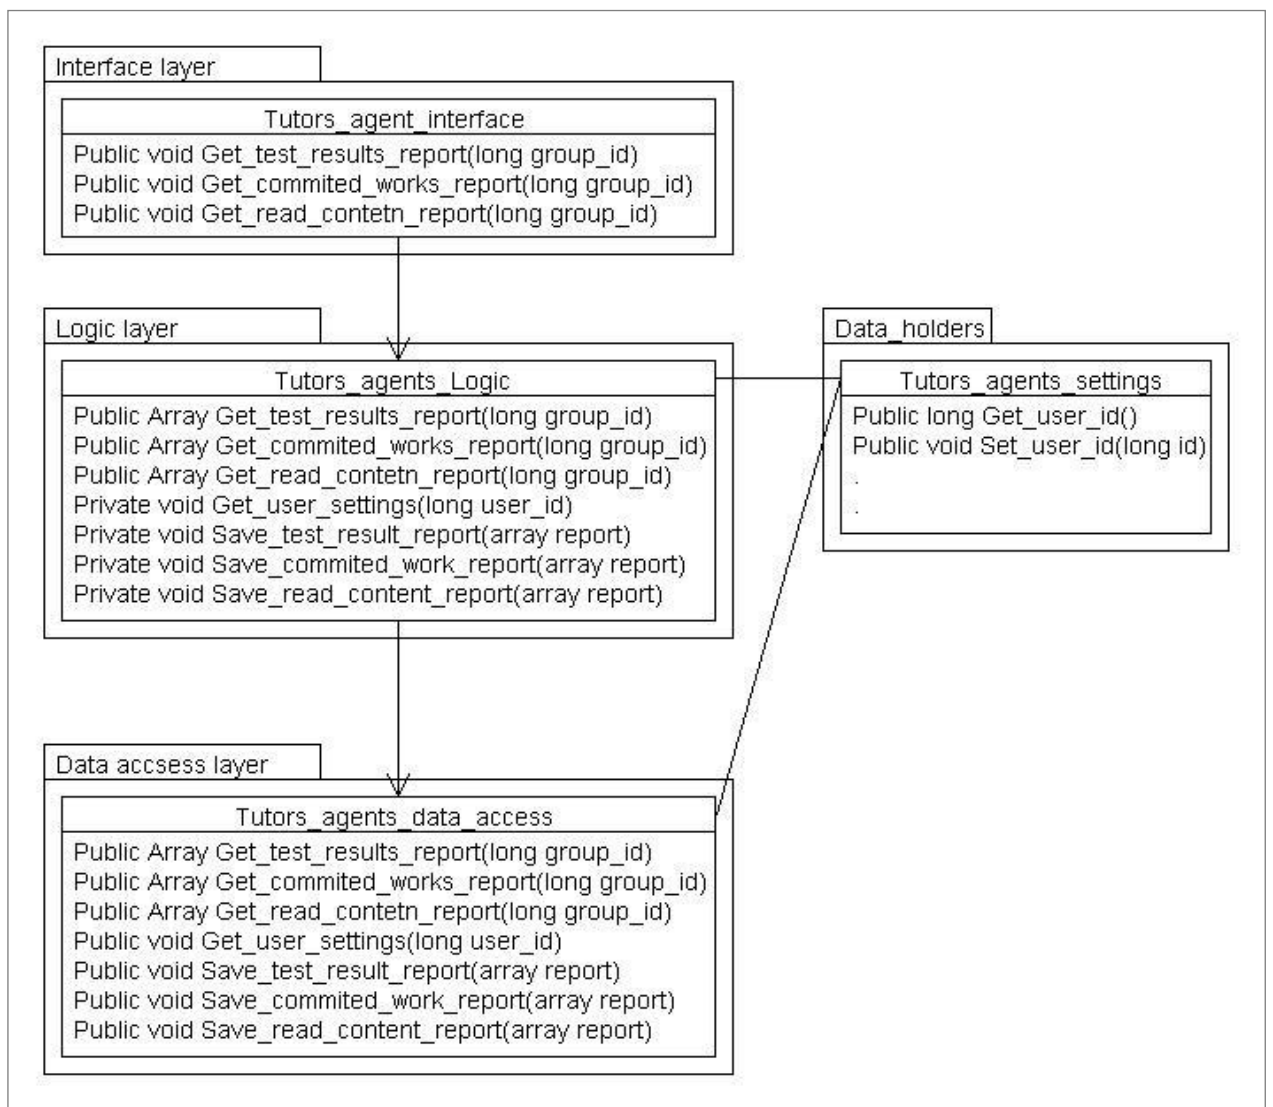 Interface layer
Tutors_agent_interface
Public void Get_test_results_report(long group_id)
Public void Get_commited_works_report(long group_id)
Public void Get_read_contetn_report(long group_id)
Logic layer
Tutors_agents_Logic
Public Array Get_test_results_report(long group_id)
Public Array Get_commited_works_report(long group_id)
Public Array Get_read_contetn_report(long group_id)
Private void Get_user_settings(long user_id)
Private void Save_test_result_report(array report)
Private void Save_commited_work_report(array report)
Private void Save_read_content_report(array report)
Data_holders
Tutors_agents_settings
Public long Get_user_id()
Public void Set_user_id(long id)
.
.
Data accsess layer
Tutors_agents_data_access
Public Array Get_test_results_report(long group_id)
Public Array Get_commited_works_report(long group_id)
Public Array Get_read_contetn_report(long group_id)
Public void Get_user_settings(long user_id)
Public void Save_test_result_report(array report)
Public void Save_commited_work_report(array report)
Public void Save_read_content_report(array report)